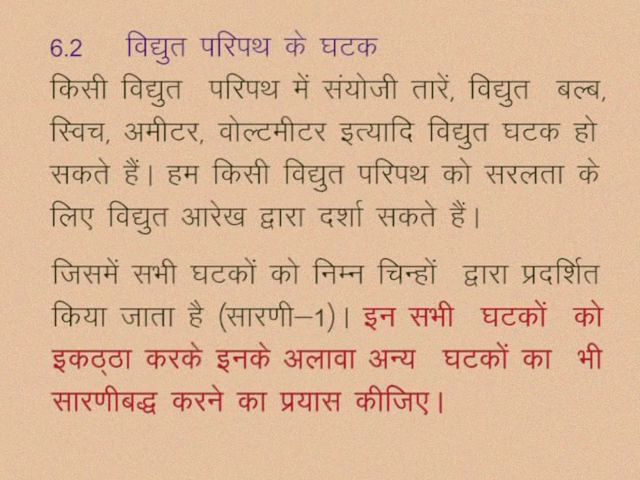 6.2 विद्युत परिपथ के घटक
किसी विद्युत परिपथ में संयोजी तारें, विद्युत बल्ब,
स्विच, अमीटर, वोल्टमीटर इत्यादि विद्युत घटक हो
सकते हैं। हम किसी विद्युत परिपथ को सरलता के
लिए विद्युत आरेख द्वारा दर्शा सकते हैं।
जिसमें सभी घटकों को निम्न चिन्हों द्वारा प्रदर्शित
किया जाता है (सारणी–1)। इन सभी घटकों को
इकठ्ठा करके इनके अलावा अन्य घटकों का भी
सारणीबद्ध करने का प्रयास कीजिए।